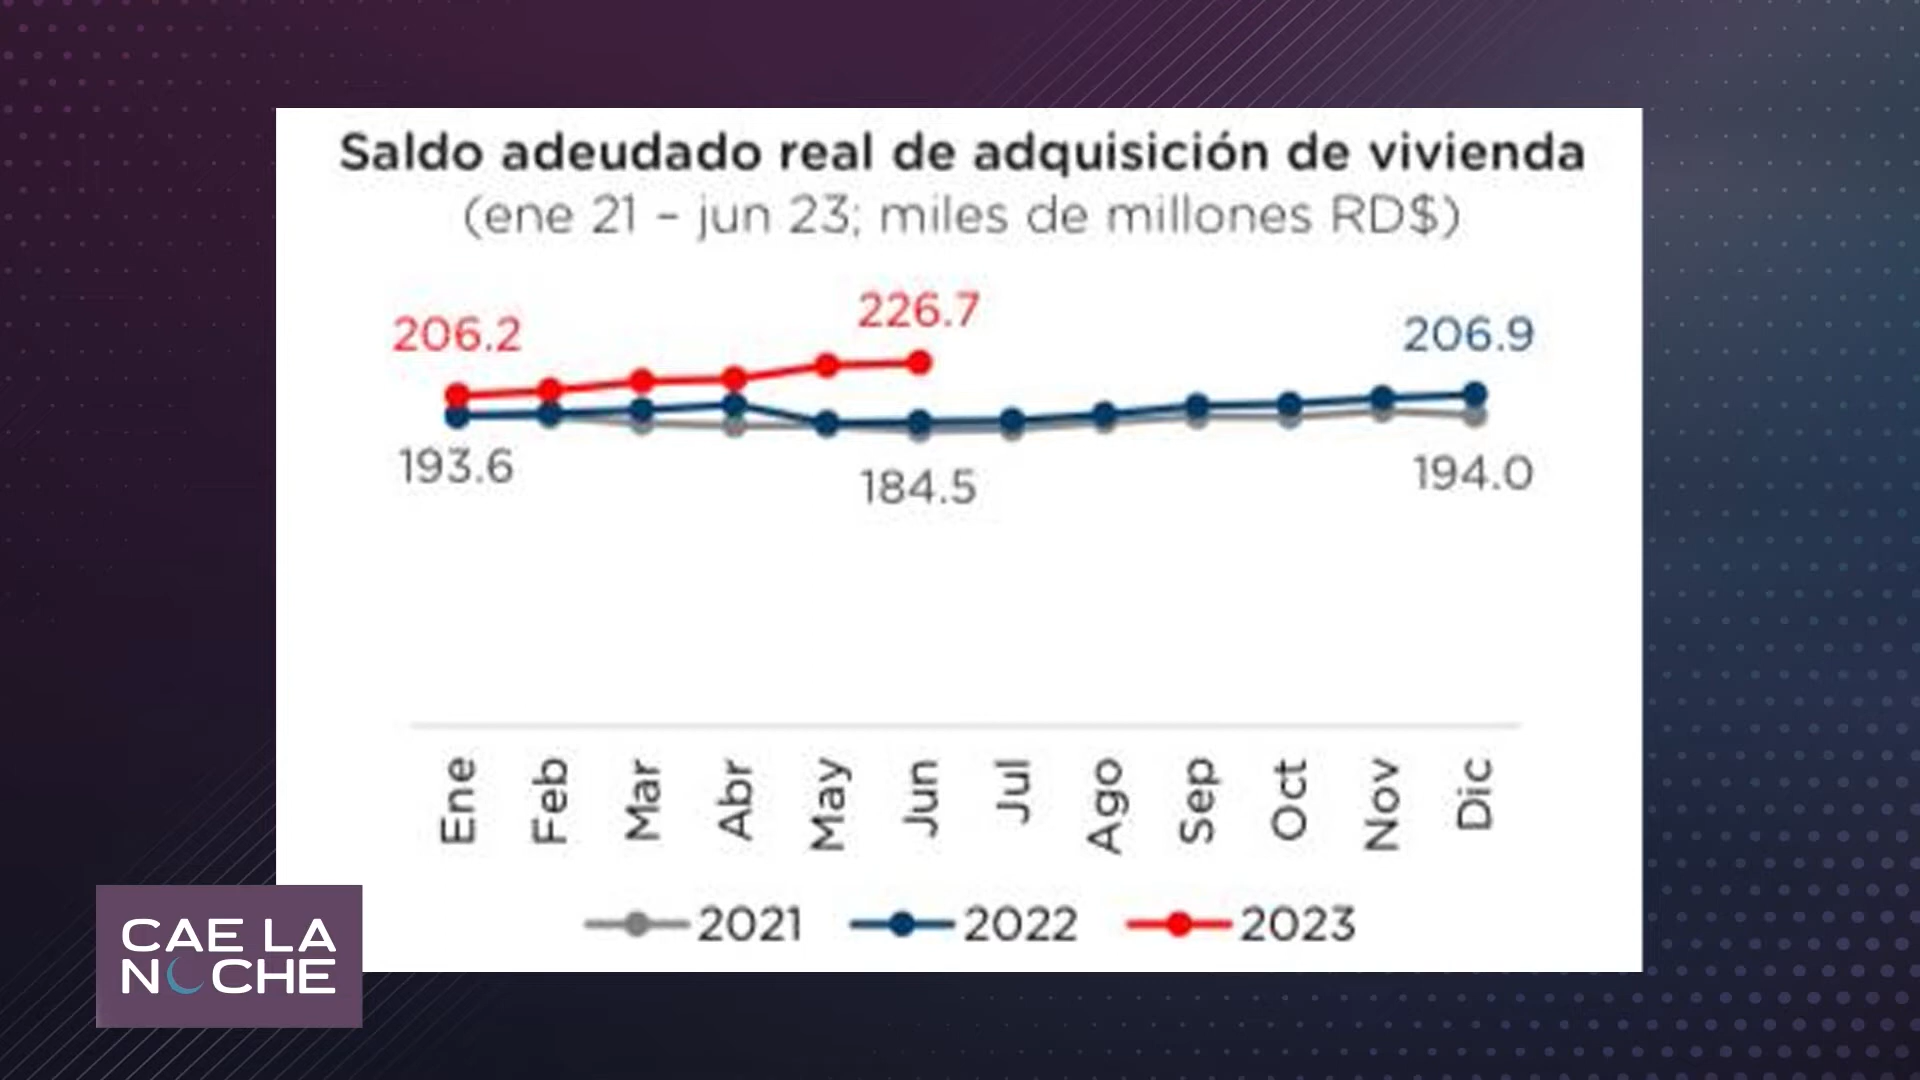 Saldo adeudado real de adquisición de vivienda
(ene 21 – jun 23; miles de millones RD$)
206.2
226.7
206.9
193.6
184.5
194.0
Ene Feb Mar Abr May Jun Jul Ago Sep Oct Nov Dic
2021 2022 2023
CAE LA
NOCHE